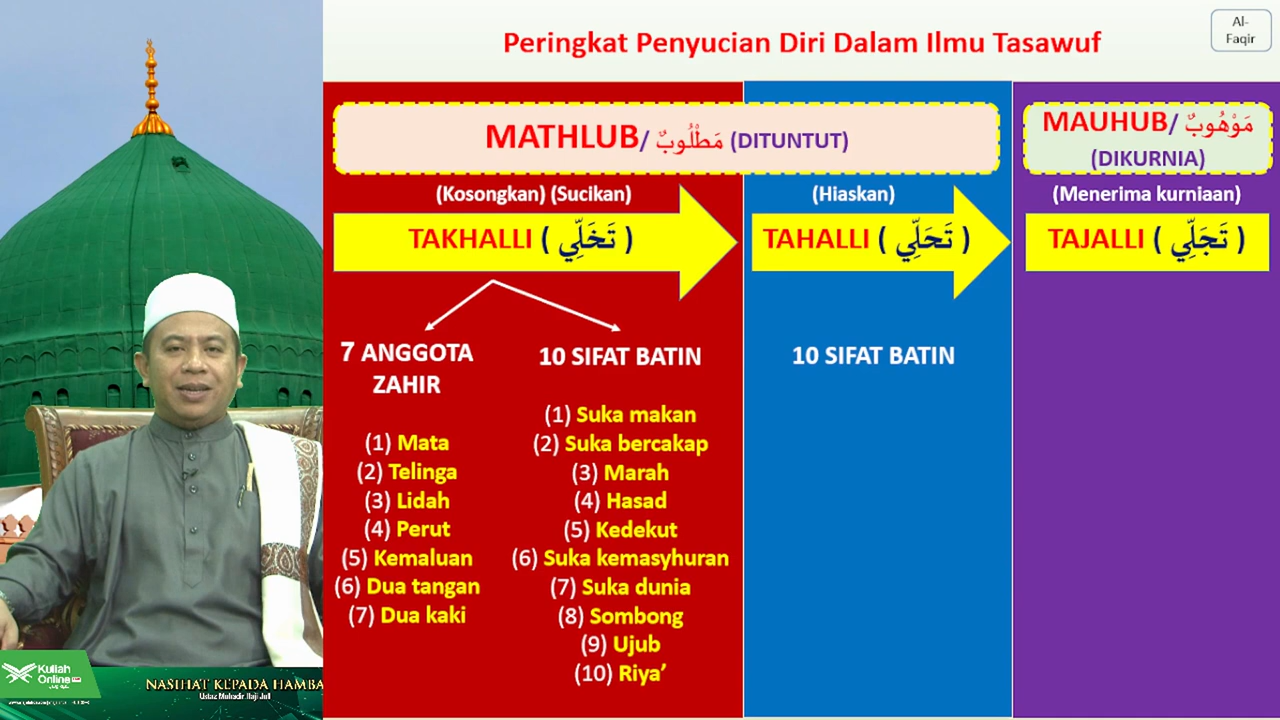 Peringkat Penyucian Diri Dalam Ilmu Tasawuf
Al-
Faqir
MATHLUB/ مَطْلُوبٌ (DITUNTUT)
MAUHUB/ مَوْهُوبٌ
(DIKURNIA)
(Kosongkan) (Sucikan)
(Hiaskan)
(Menerima kurniaan)
TAKHALLI ( تَخَلِّي )
TAHALLI ( تَحَلِّي )
TAJALLI ( تَجَلِّي )
7 ANGGOTA
ZAHIR
(1) Mata
(2) Telinga
(3) Lidah
(4) Perut
(5) Kemaluan
(6) Dua tangan
(7) Dua kaki
10 SIFAT BATIN
(1) Suka makan
(2) Suka bercakap
(3) Marah
(4) Hasad
(5) Kedekut
(6) Suka kemasyhuran
(7) Suka dunia
(8) Sombong
(9) Ujub
(10) Riya’
10 SIFAT BATIN
Kuliah
Online
NASIHAT KEPADA HAMBA